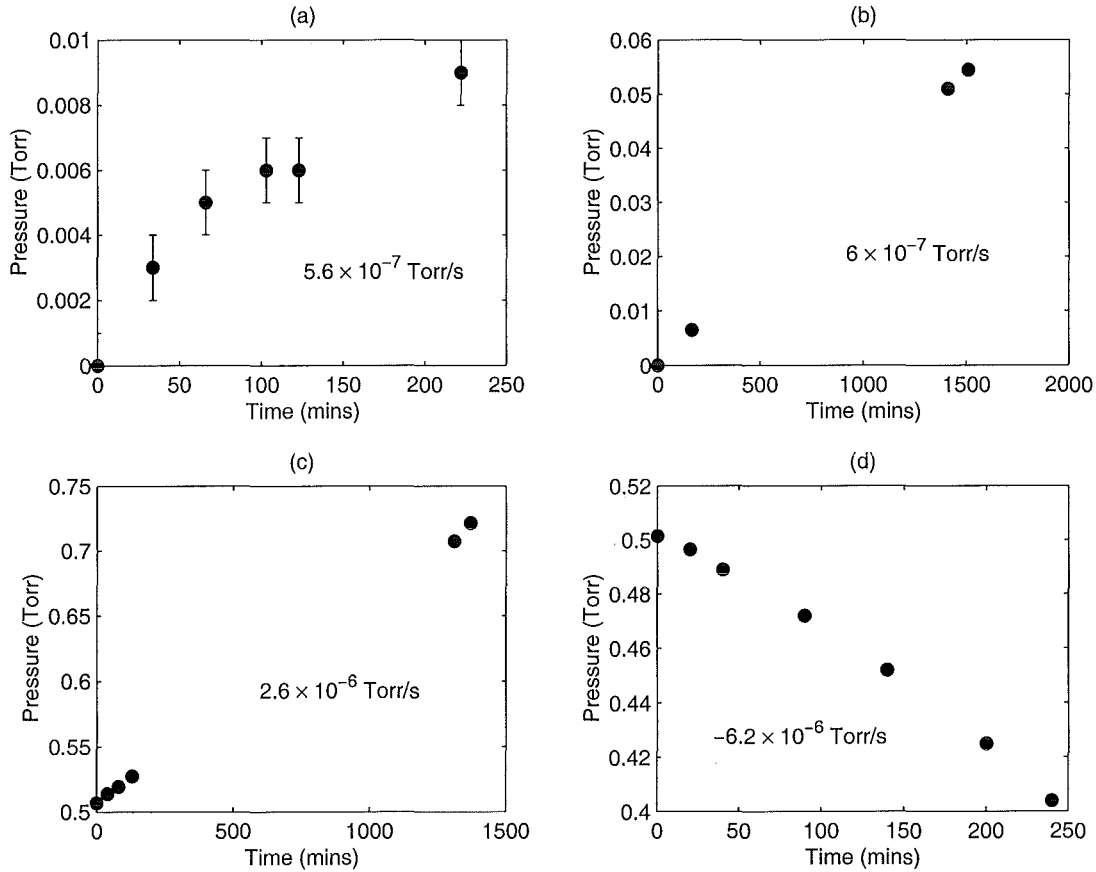 (a)
Pressure (Torr)
0.01
0.008
0.006
0.004
0.002
0
5.6 × 10⁻⁷ Torr/s
0 50 100 150 200 250
Time (mins)
(b)
Pressure (Torr)
0.06
0.05
0.04
0.03
0.02
0.01
0
6 × 10⁻⁷ Torr/s
0 500 1000 1500 2000
Time (mins)
(c)
Pressure (Torr)
0.75
0.7
0.65
0.6
0.55
0.5
2.6 × 10⁻⁶ Torr/s
0 500 1000 1500
Time (mins)
(d)
Pressure (Torr)
0.52
0.5
0.48
0.46
0.44
0.42
0.4
−6.2 × 10⁻⁶ Torr/s
0 50 100 150 200 250
Time (mins)